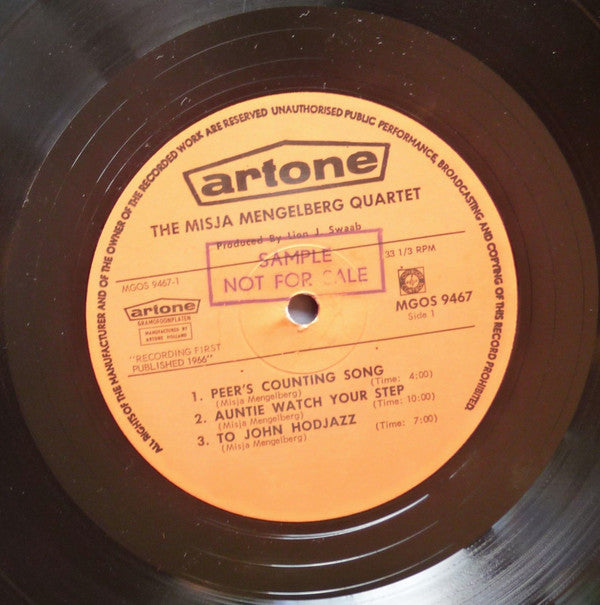 ALL RIGHTS OF THE MANUFACTURER AND OF THE OWNER OF THE RECORDED WORK ARE RESERVED UNAUTHORISED PUBLIC PERFORMANCE, BROADCASTING AND COPYING OF THIS RECORD PROHIBITED.
artone
THE MISJA MENGELBERG QUARTET
Produced By Lion J. Swaab
SAMPLE
NOT FOR SALE
33 1/3 RPM
MGOS 9467-1
MGOS 9467
Side 1
artone
GRAMOFOONPLATEN
MANUFACTURED BY
ARTONE HOLLAND
"RECORDING FIRST
PUBLISHED 1966"
1. PEER'S COUNTING SONG
(Misja Mengelberg) (Time: 4:00)
2. AUNTIE WATCH YOUR STEP
(Misja Mengelberg) (Time: 10:00)
3. TO JOHN HODJAZZ
(Misja Mengelberg) (Time: 7:00)